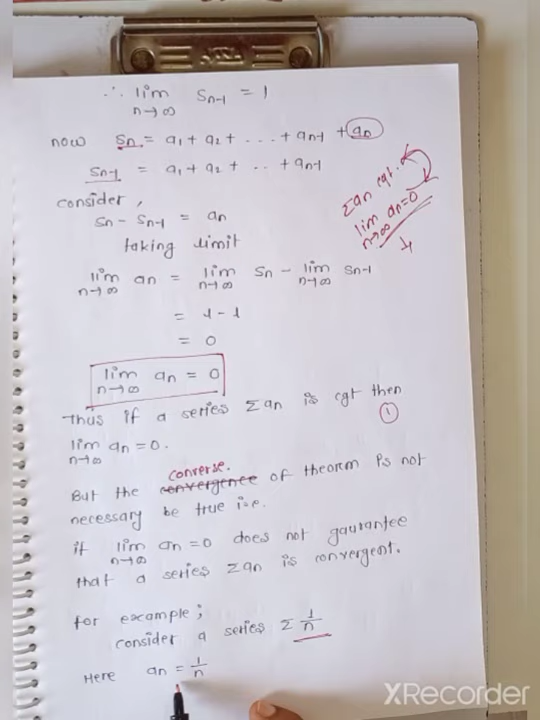 ∴ lim n→∞ Sn-1 = 1
now Sn = a1 + a2 + ... + an-1 + an
Sn-1 = a1 + a2 + .. + an-1
Σan cgt.
lim n→∞ an=0
consider,
Sn - Sn-1 = an
taking limit
lim n→∞ an = lim n→∞ Sn - lim n→∞ Sn-1
= l - l
= 0
lim n→∞ an = 0
Thus if a series Σan is cgt then
①
lim n→∞ an = 0.
converse.
But the convergence of theorm is not
necessary be true i.e.
if lim n→∞ an = 0 does not gaurantee
that a series Σan is convergent.
for example;
consider a series Σ 1/n
Here an = 1/n
XRecorder